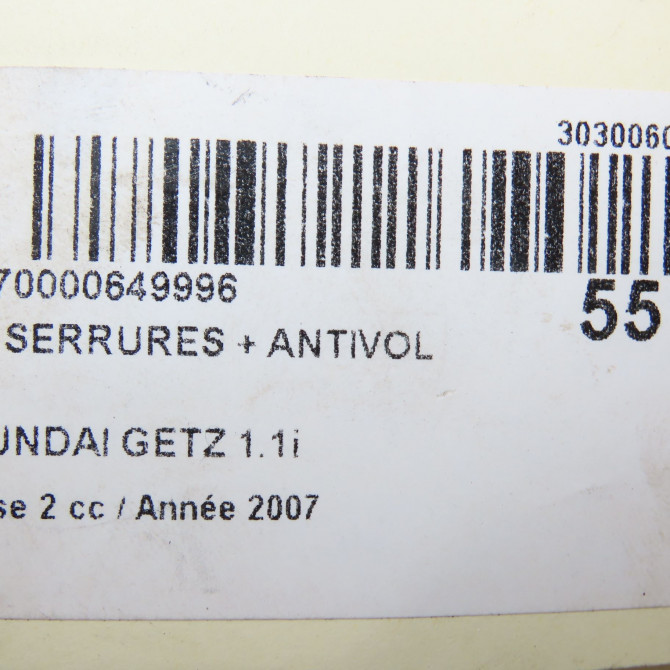 3030060
70000649996
55
SERRURES + ANTIVOL
UNDAI GETZ 1.1i
se 2 cc / Année 2007